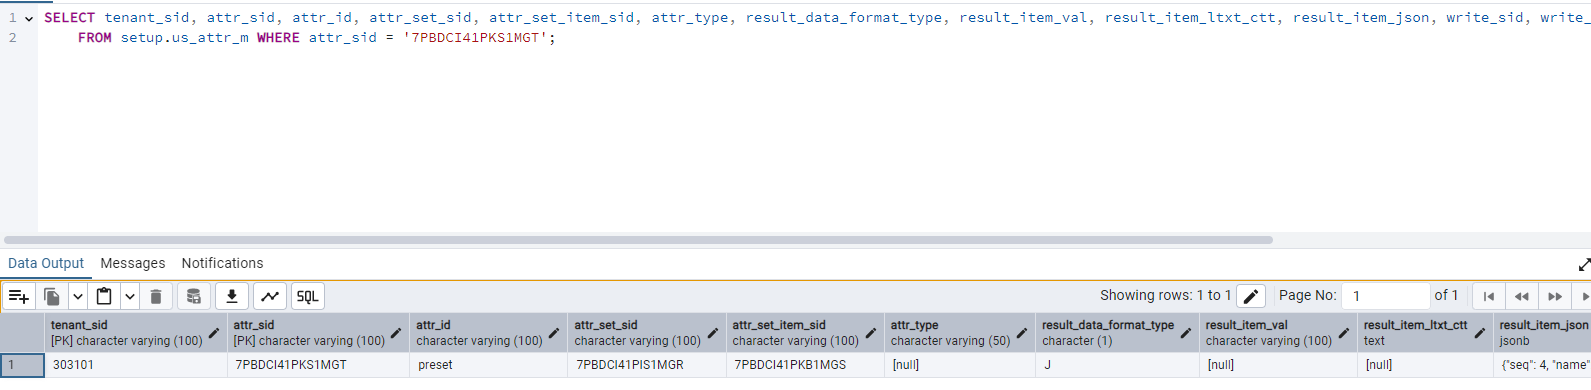 1 SELECT tenant_sid, attr_sid, attr_id, attr_set_sid, attr_set_item_sid, attr_type, result_data_format_type, result_item_val, result_item_ltxt_ctt, result_item_json, write_sid, write_
2 FROM setup.us_attr_m WHERE attr_sid = '7PBDCI41PKS1MGT';
Data Output Messages Notifications
SQL Showing rows: 1 to 1 Page No: 1 of 1
tenant_sid attr_sid attr_id attr_set_sid attr_set_item_sid attr_type result_data_format_type result_item_val result_item_ltxt_ctt result_item_json
[PK] character varying (100) [PK] character varying (100) character varying (100) character varying (100) character varying (100) character varying (50) character (1) character varying (100) text jsonb
1 303101 7PBDCI41PKS1MGT preset 7PBDCI41PIS1MGR 7PBDCI41PKB1MGS [null] J [null] [null] {"seq": 4, "name"